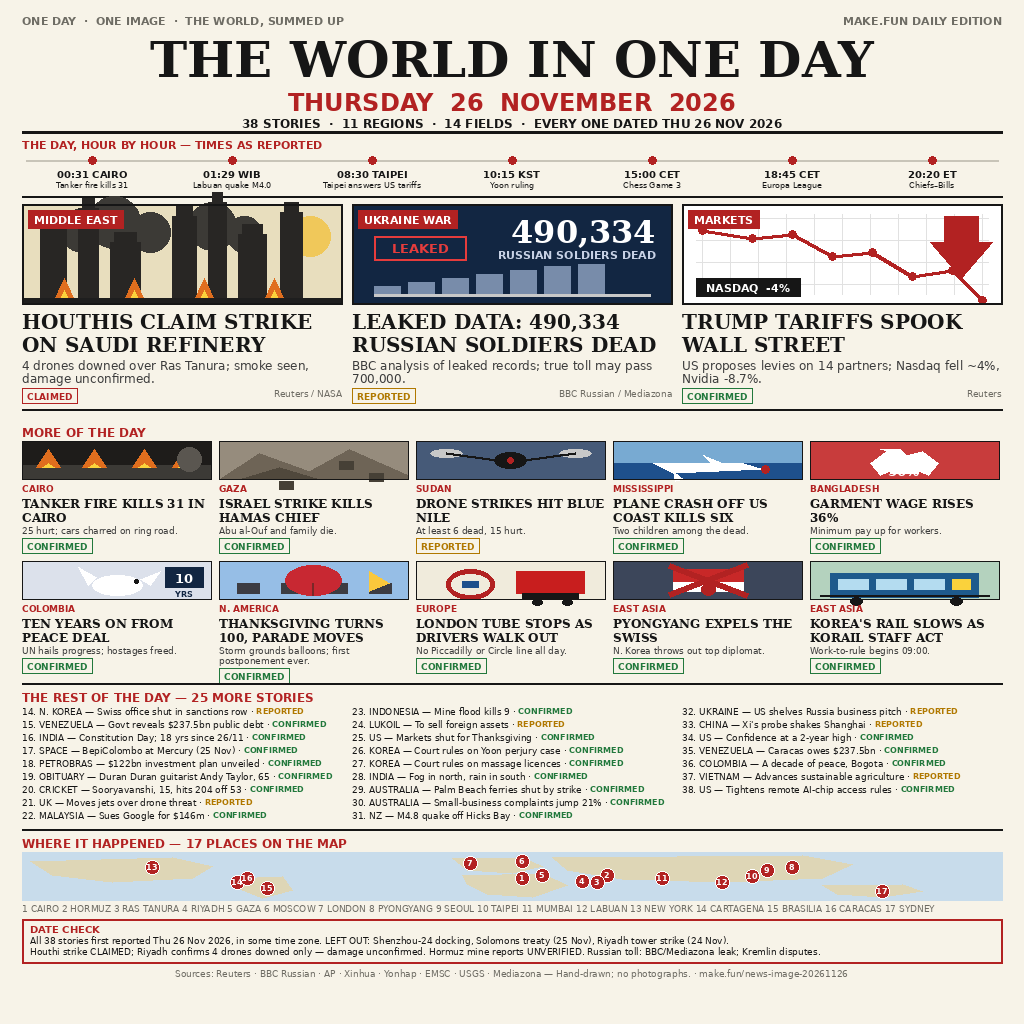 ONE DAY · ONE IMAGE · THE WORLD, SUMMED UP
MAKE.FUN DAILY EDITION
THE WORLD IN ONE DAY
THURSDAY 26 NOVEMBER 2026
38 STORIES · 11 REGIONS · 14 FIELDS · EVERY ONE DATED THU 26 NOV 2026
THE DAY, HOUR BY HOUR — TIMES AS REPORTED
00:31 CAIRO
Tanker fire kills 31
01:29 WIB
Labuan quake M4.0
08:30 TAIPEI
Taipei answers US tariffs
10:15 KST
Yoon ruling
15:00 CET
Chess Game 3
18:45 CET
Europa League
20:20 ET
Chiefs–Bills
MIDDLE EAST
HOUTHIS CLAIM STRIKE
ON SAUDI REFINERY
4 drones downed over Ras Tanura; smoke seen,
damage unconfirmed.
CLAIMED
Reuters / NASA
UKRAINE WAR
LEAKED
490,334
RUSSIAN SOLDIERS DEAD
LEAKED DATA: 490,334
RUSSIAN SOLDIERS DEAD
BBC analysis of leaked records; true toll may pass
700,000.
REPORTED
BBC Russian / Mediazona
MARKETS
NASDAQ -4%
TRUMP TARIFFS SPOOK
WALL STREET
US proposes levies on 14 partners; Nasdaq fell ~4%,
Nvidia -8.7%.
CONFIRMED
Reuters
MORE OF THE DAY
CAIRO
TANKER FIRE KILLS 31 IN
CAIRO
25 hurt; cars charred on ring road.
CONFIRMED
GAZA
ISRAEL STRIKE KILLS
HAMAS CHIEF
Abu al-Ouf and family die.
CONFIRMED
SUDAN
DRONE STRIKES HIT BLUE
NILE
At least 6 dead, 15 hurt.
REPORTED
MISSISSIPPI
PLANE CRASH OFF US
COAST KILLS SIX
Two children among the dead.
CONFIRMED
BANGLADESH
GARMENT WAGE RISES
36%
Minimum pay up for workers.
CONFIRMED
10
YRS
COLOMBIA
TEN YEARS ON FROM
PEACE DEAL
UN hails progress; hostages freed.
CONFIRMED
N. AMERICA
THANKSGIVING TURNS
100, PARADE MOVES
Storm grounds balloons; first
postponement ever.
CONFIRMED
EUROPE
LONDON TUBE STOPS AS
DRIVERS WALK OUT
No Piccadilly or Circle line all day.
CONFIRMED
EAST ASIA
PYONGYANG EXPELS THE
SWISS
N. Korea throws out top diplomat.
CONFIRMED
EAST ASIA
KOREA'S RAIL SLOWS AS
KORAIL STAFF ACT
Work-to-rule begins 09:00.
CONFIRMED
THE REST OF THE DAY — 25 MORE STORIES
14. N. KOREA — Swiss office shut in sanctions row · REPORTED
15. VENEZUELA — Govt reveals $237.5bn public debt · CONFIRMED
16. INDIA — Constitution Day; 18 yrs since 26/11 · CONFIRMED
17. SPACE — BepiColombo at Mercury (25 Nov) · CONFIRMED
18. PETROBRAS — $122bn investment plan unveiled · CONFIRMED
19. OBITUARY — Duran Duran guitarist Andy Taylor, 65 · CONFIRMED
20. CRICKET — Sooryavanshi, 15, hits 204 off 53 · CONFIRMED
21. UK — Moves jets over drone threat · REPORTED
22. MALAYSIA — Sues Google for $146m · CONFIRMED
23. INDONESIA — Mine flood kills 9 · CONFIRMED
24. LUKOIL — To sell foreign assets · REPORTED
25. US — Markets shut for Thanksgiving · CONFIRMED
26. KOREA — Court rules on Yoon perjury case · CONFIRMED
27. KOREA — Court rules on massage licences · CONFIRMED
28. INDIA — Fog in north, rain in south · CONFIRMED
29. AUSTRALIA — Palm Beach ferries shut by strike · CONFIRMED
30. AUSTRALIA — Small-business complaints jump 21% · CONFIRMED
31. NZ — M4.8 quake off Hicks Bay · CONFIRMED
32. UKRAINE — US shelves Russia business pitch · REPORTED
33. CHINA — Xi's probe shakes Shanghai · REPORTED
34. US — Confidence at a 2-year high · CONFIRMED
35. VENEZUELA — Caracas owes $237.5bn · CONFIRMED
36. COLOMBIA — A decade of peace, Bogota · CONFIRMED
37. VIETNAM — Advances sustainable agriculture · REPORTED
38. US — Tightens remote AI-chip access rules · CONFIRMED
WHERE IT HAPPENED — 17 PLACES ON THE MAP
13 14 16 15 7 6 1 5 4 3 2 11 12 10 9 8 17
1 CAIRO 2 HORMUZ 3 RAS TANURA 4 RIYADH 5 GAZA 6 MOSCOW 7 LONDON 8 PYONGYANG 9 SEOUL 10 TAIPEI 11 MUMBAI 12 LABUAN 13 NEW YORK 14 CARTAGENA 15 BRASILIA 16 CARACAS 17 SYDNEY
DATE CHECK
All 38 stories first reported Thu 26 Nov 2026, in some time zone. LEFT OUT: Shenzhou-24 docking, Solomons treaty (25 Nov), Riyadh tower strike (24 Nov).
Houthi strike CLAIMED; Riyadh confirms 4 drones downed only — damage unconfirmed. Hormuz mine reports UNVERIFIED. Russian toll: BBC/Mediazona leak; Kremlin disputes.
Sources: Reuters · BBC Russian · AP · Xinhua · Yonhap · EMSC · USGS · Mediazona — Hand-drawn; no photographs. · make.fun/news-image-20261126